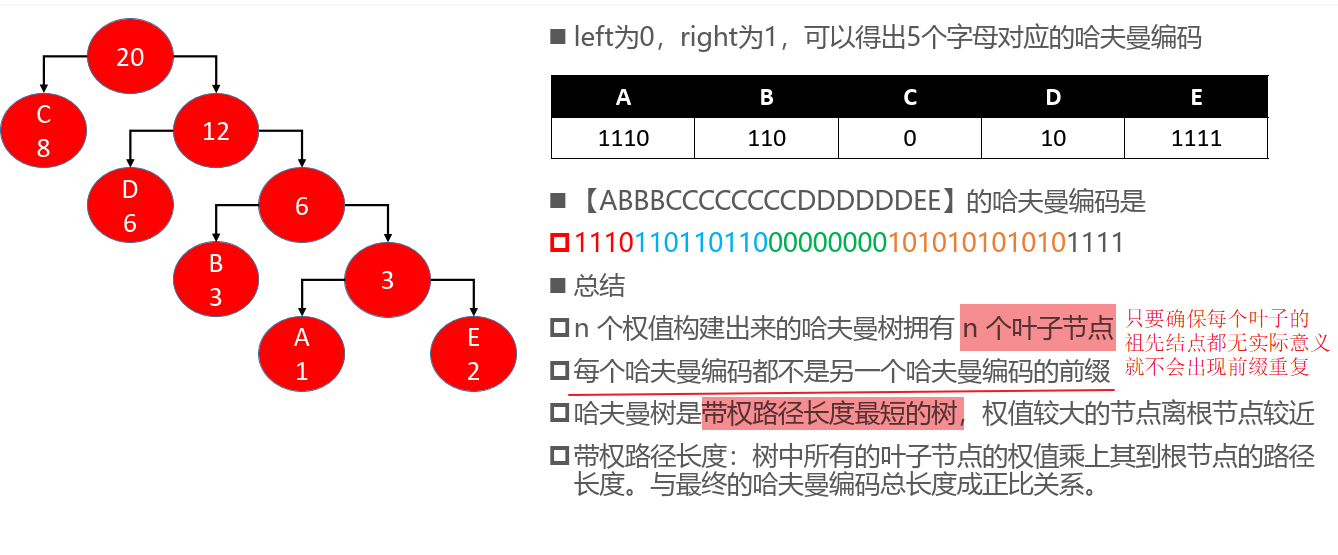 20
C
8
12
D
6
6
B
3
3
A
1
E
2
left为0，right为1，可以得出5个字母对应的哈夫曼编码
A B C D E
1110 110 0 10 1111
【ABBBCCCCCCCCDDDDDDEE】的哈夫曼编码是
1110110110110000000001010101010101111
总结
n 个权值构建出来的哈夫曼树拥有 n 个叶子节点
每个哈夫曼编码都不是另一个哈夫曼编码的前缀
哈夫曼树是带权路径长度最短的树，权值较大的节点离根节点较近
带权路径长度：树中所有的叶子节点的权值乘上其到根节点的路径
长度。与最终的哈夫曼编码总长度成正比关系。
只要确保每个叶子的
祖先结点都无实际意义
就不会出现前缀重复